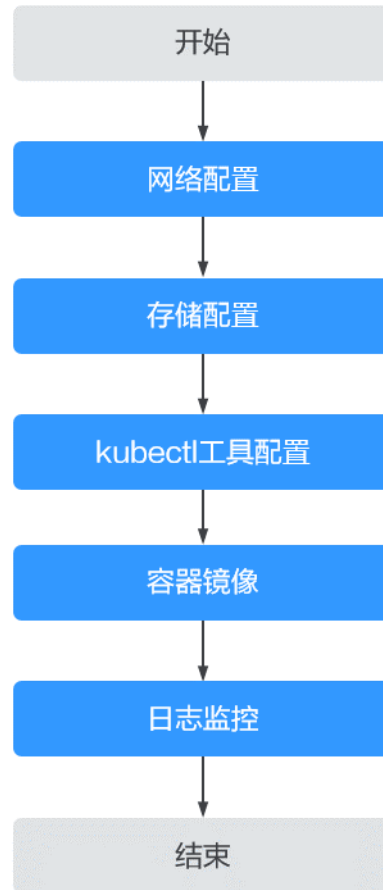 开始
网络配置
存储配置
kubectl工具配置
容器镜像
日志监控
结束